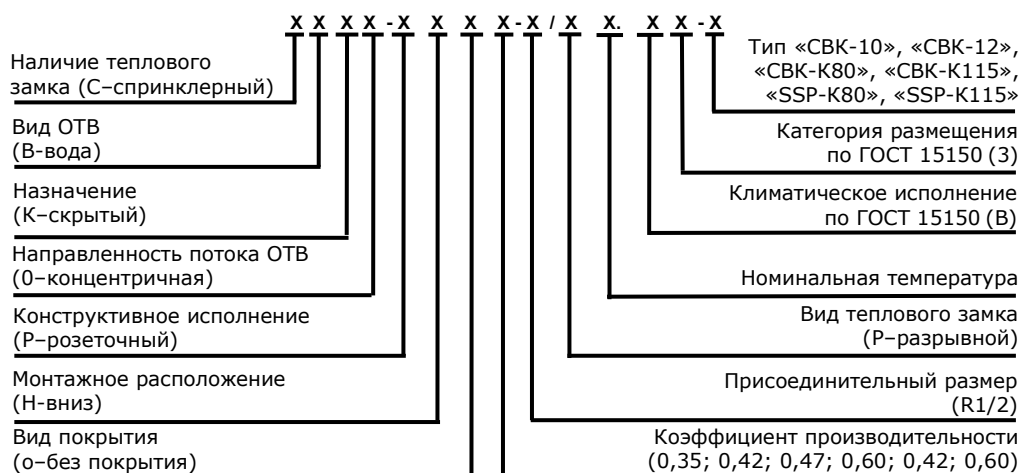 X X X X - X X X X - X / X X. X X - X
Наличие теплового
замка (С–спринклерный)
Вид ОТВ
(В-вода)
Назначение
(К–скрытый)
Направленность потока ОТВ
(0–концентричная)
Конструктивное исполнение
(Р–розеточный)
Монтажное расположение
(Н-вниз)
Вид покрытия
(о–без покрытия)
Тип «СВК-10», «СВК-12»,
«СВК-К80», «СВК-К115»,
«SSP-К80», «SSP-К115»
Категория размещения
по ГОСТ 15150 (3)
Климатическое исполнение
по ГОСТ 15150 (В)
Номинальная температура
Вид теплового замка
(Р–разрывной)
Присоединительный размер
(R1/2)
Коэффициент производительности
(0,35; 0,42; 0,47; 0,60; 0,42; 0,60)